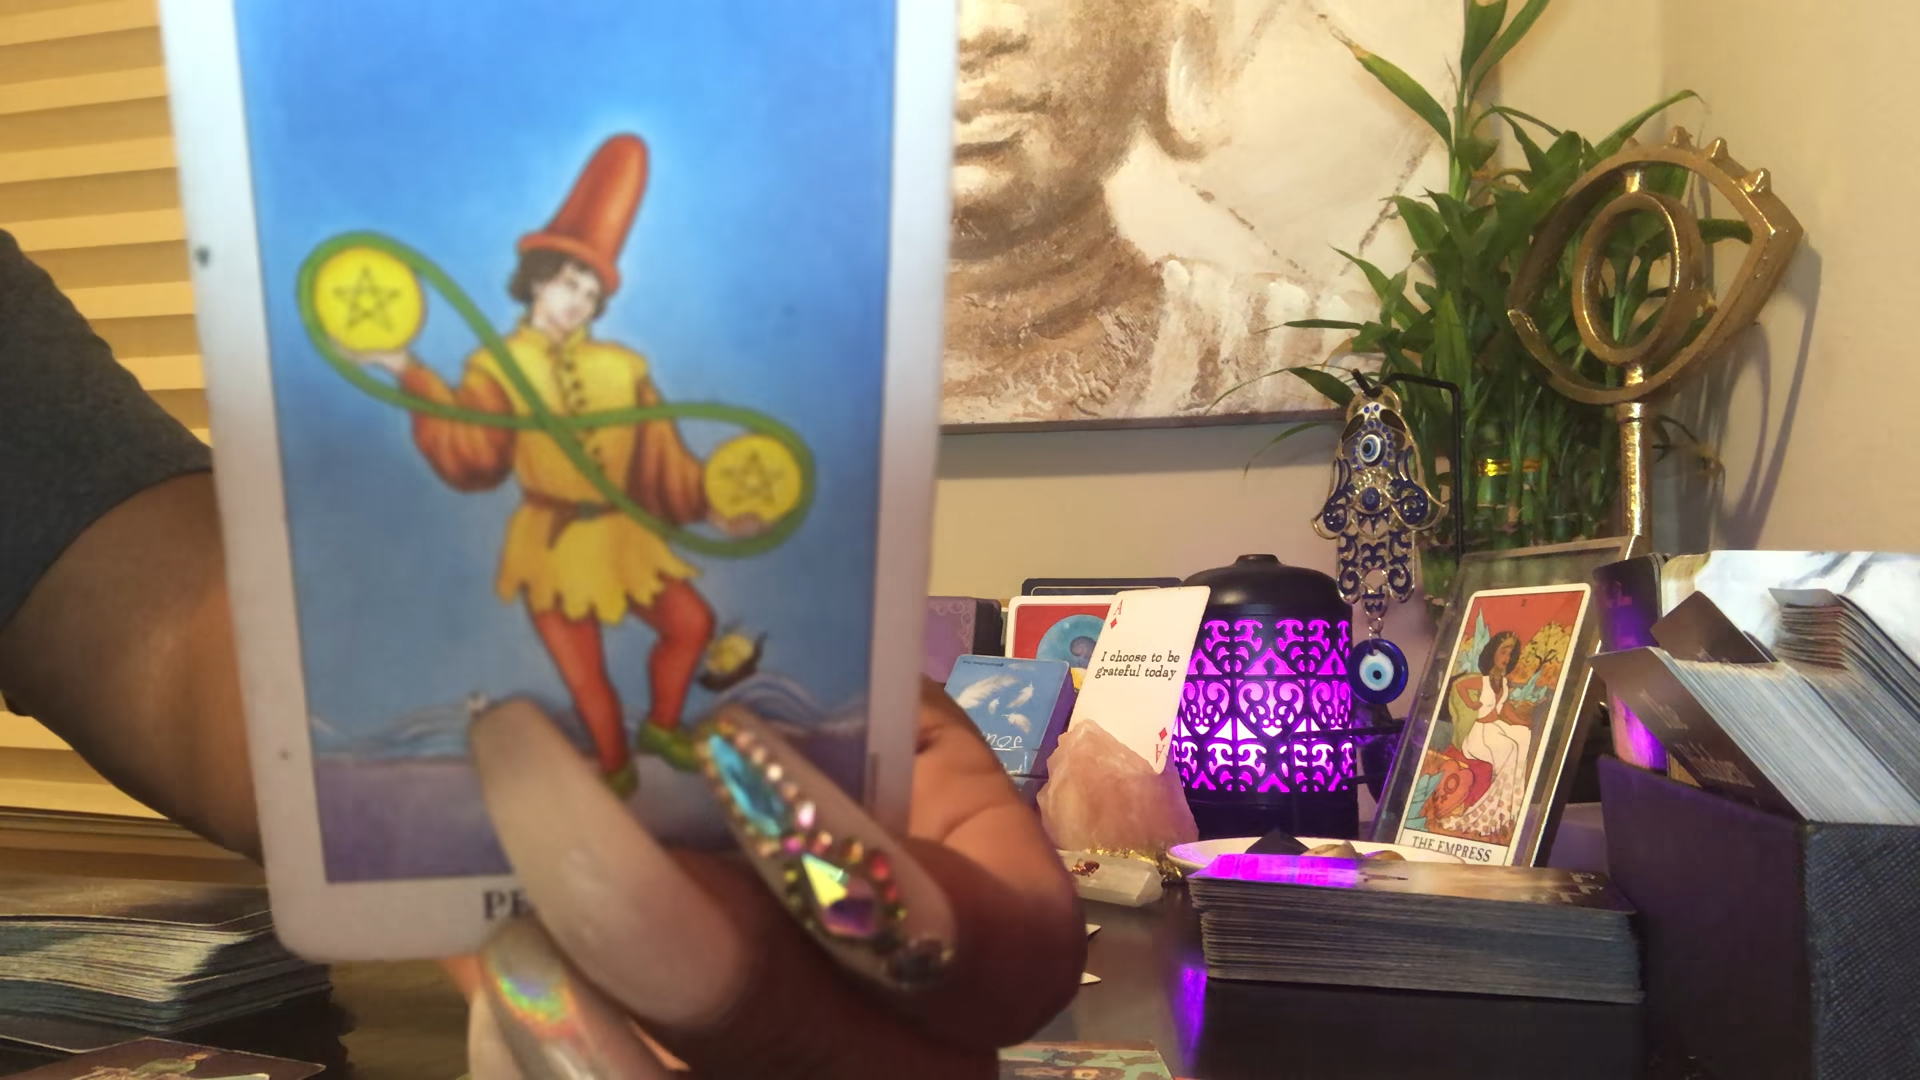 A
I choose to be
grateful today
A
THE EMPRESS
PE